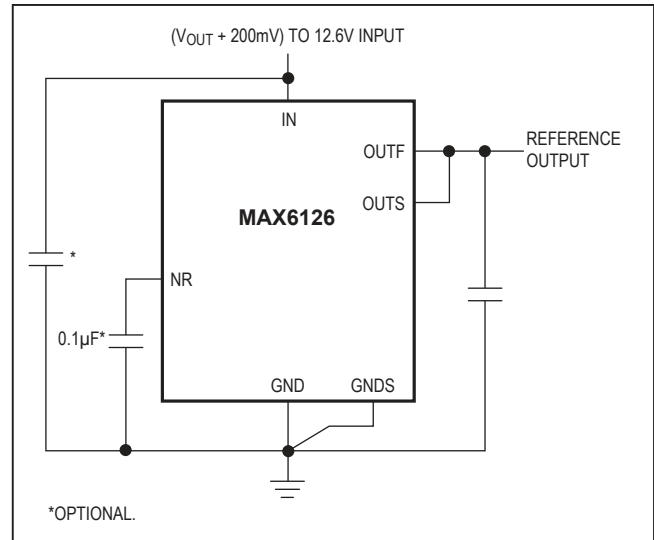 (VOUT + 200mV) TO 12.6V INPUT
IN
OUTF
REFERENCE
OUTPUT
OUTS
MAX6126
*
NR
0.1µF*
GND
GNDS
*OPTIONAL.